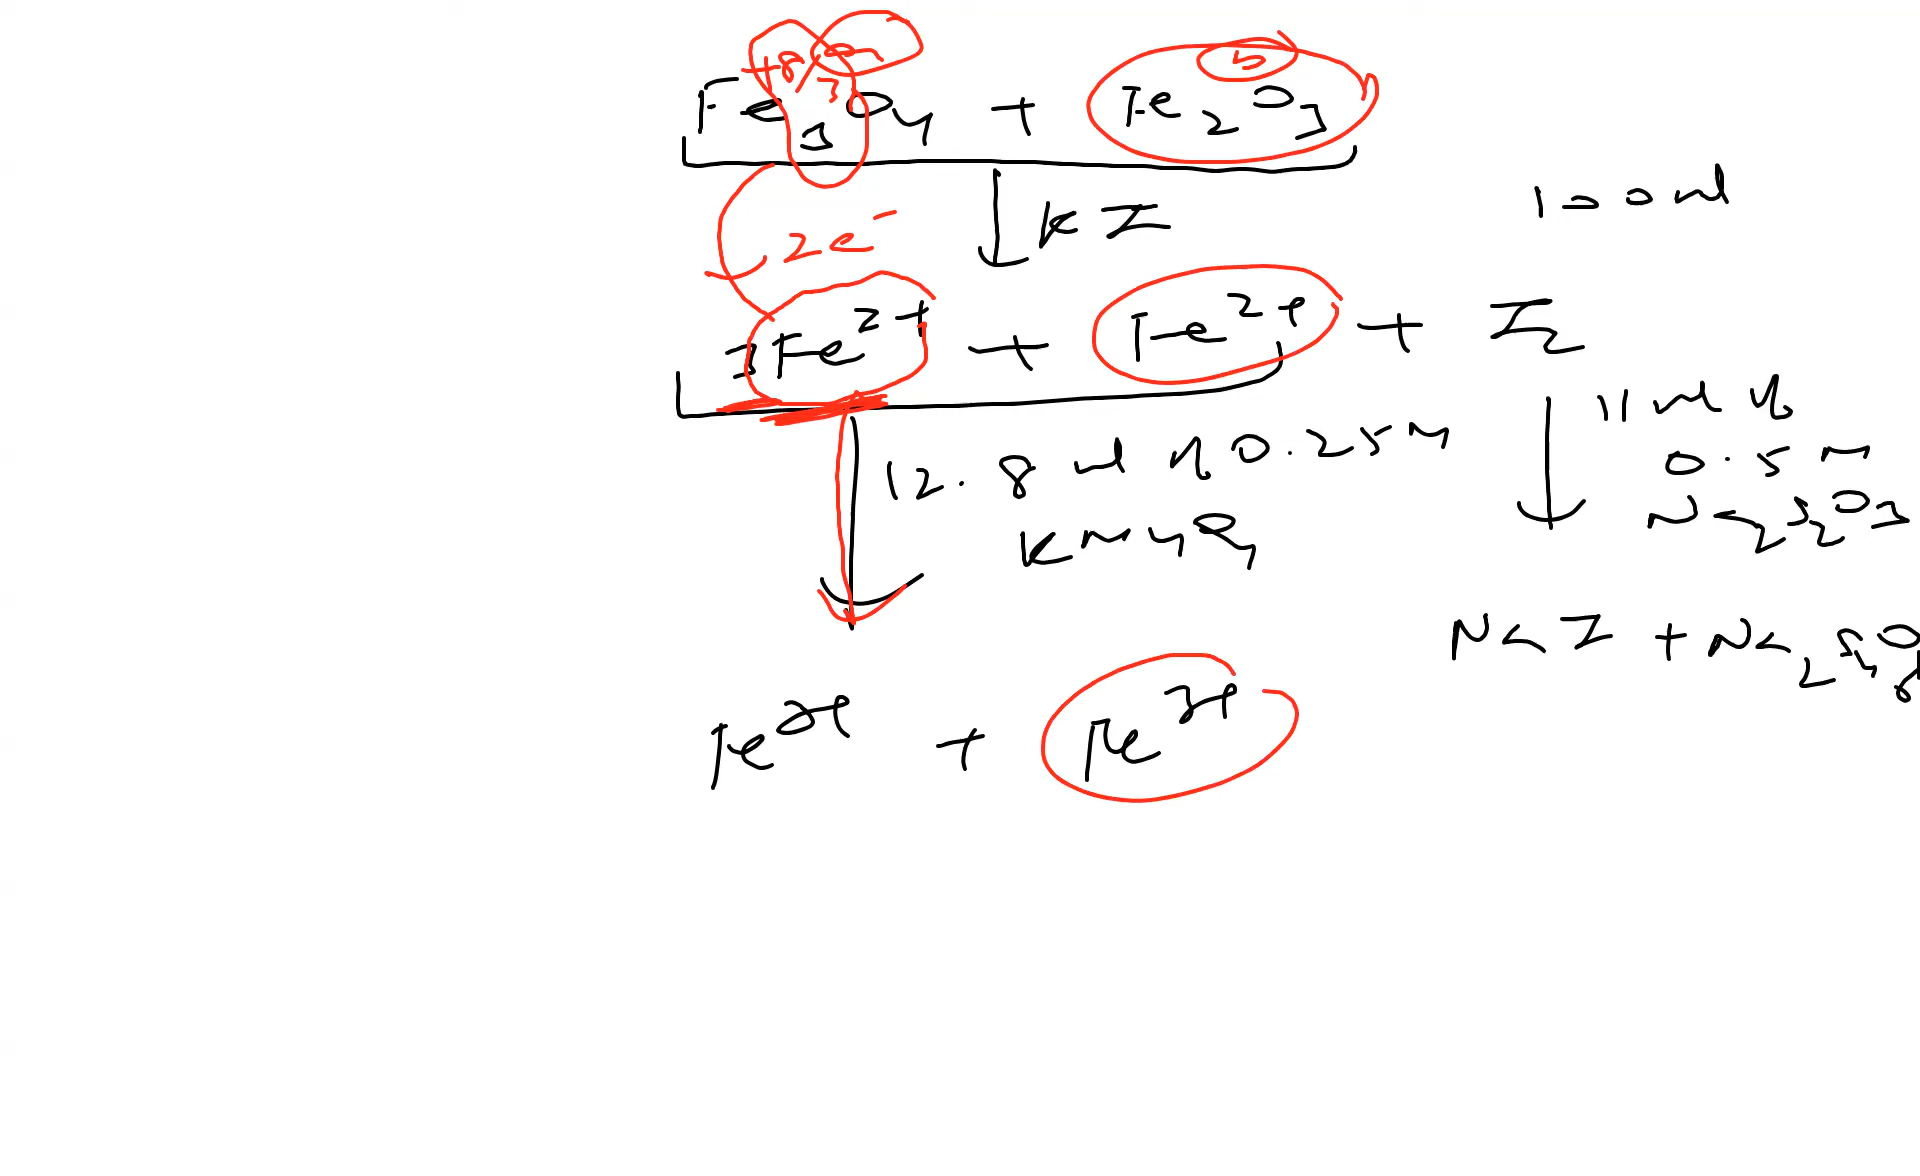 +8/3
5
Fe3O4 + Fe2O3
100 ml
2e-
KI
3Fe2+ + Fe2+ + I2
12.8 ml of 0.25 M
KMnO4
11 ml of
0.5 M
Na2S2O3
NaI + Na2S4O6
Fe3+ + Fe3+